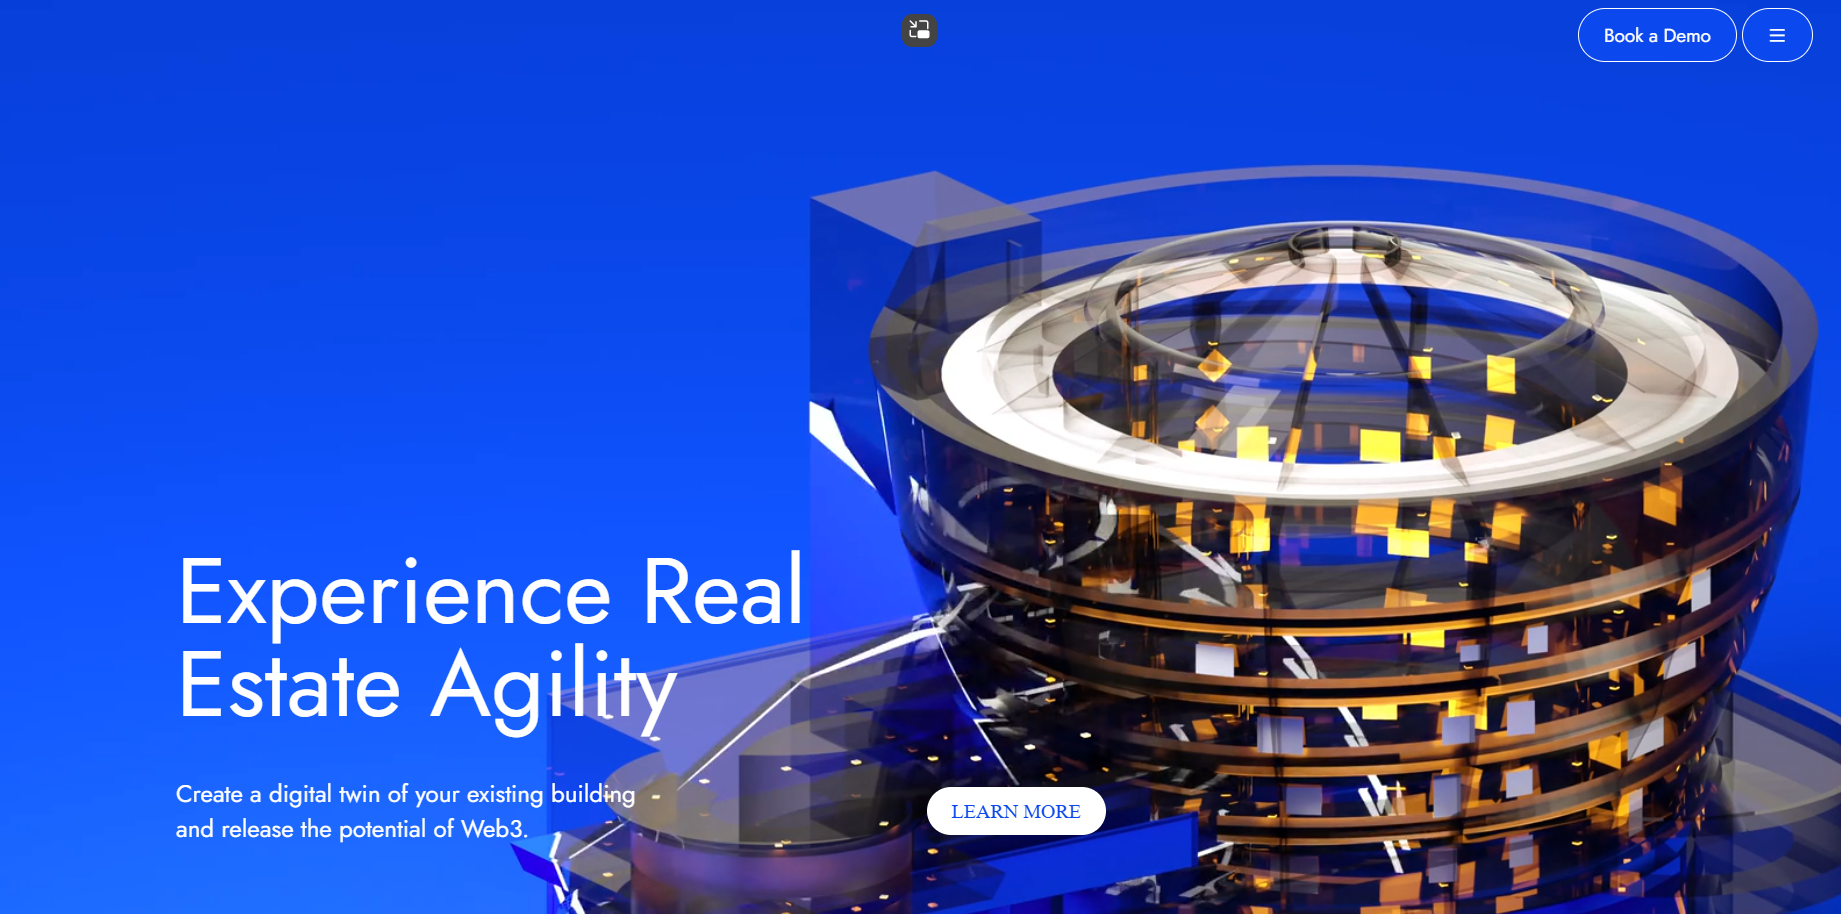 Book a Demo
Experience Real
Estate Agility
Create a digital twin of your existing building
and release the potential of Web3.
LEARN MORE